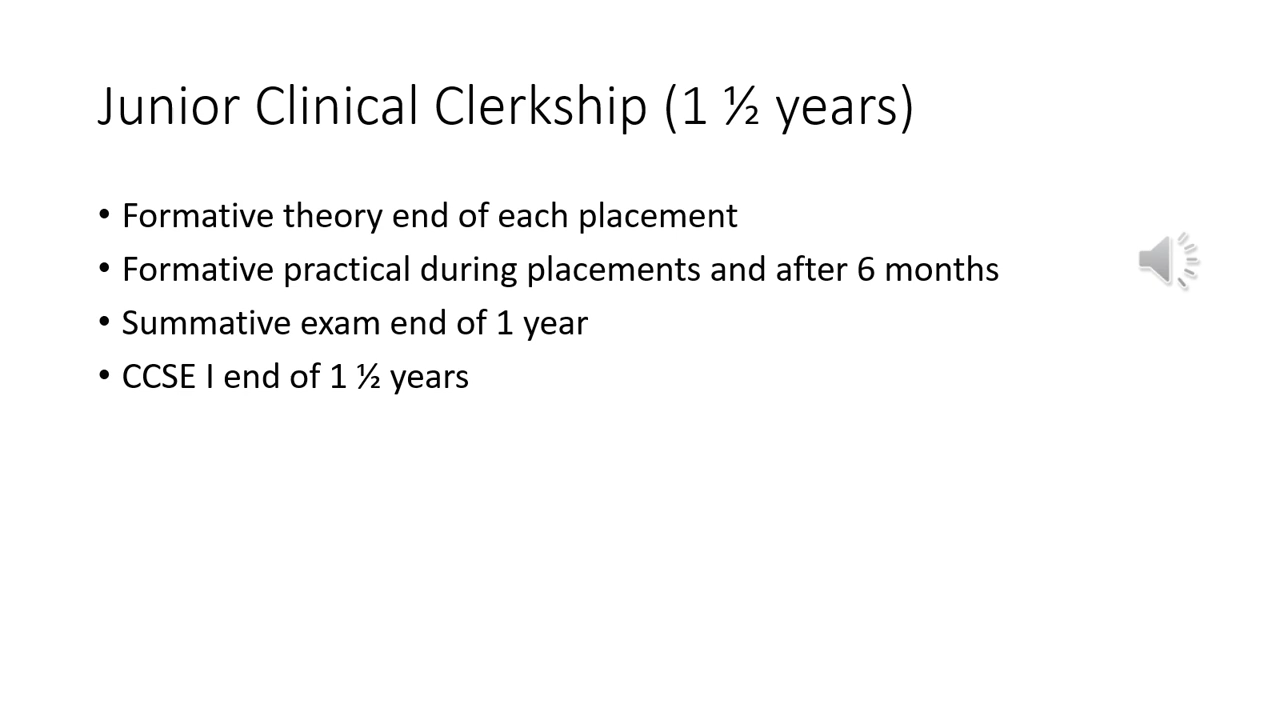 Junior Clinical Clerkship (1 ½ years)
• Formative theory end of each placement
• Formative practical during placements and after 6 months
• Summative exam end of 1 year
• CCSE I end of 1 ½ years